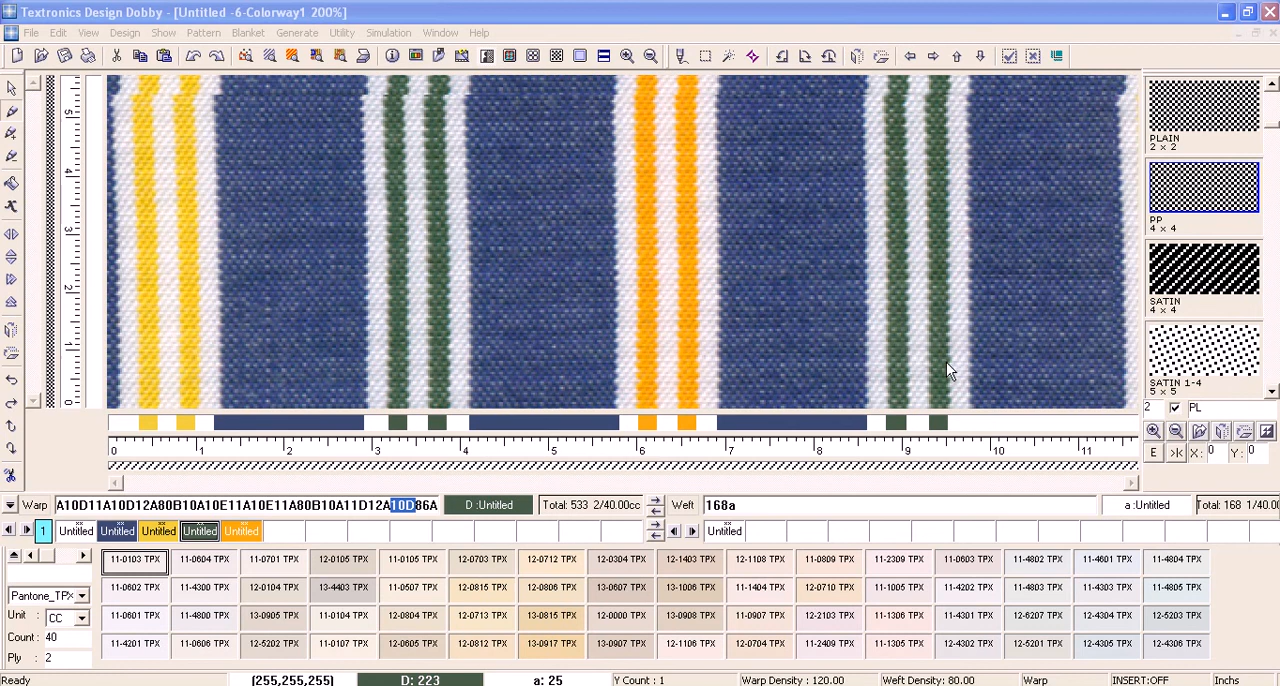 Textronics Design Dobby - [Untitled -6-Colorway1 200%]
File Edit View Design Show Pattern Blanket Generate Utility Simulation Window Help
5
4
3
2
1
0
PLAIN
2 x 2
PP
4 x 4
SATIN
4 x 4
SATIN 1-4
5 x 5
2 PL
E X: 0 Y: 0
0 1 2 3 4 5 6 7 8 9 10 11
Warp A10D11A10D12A80B10A10E11A10E11A80B10A11D12A10D86A D :Untitled Total: 533 2/40.00cc Weft 168a a :Untitled Total: 168 1/40.00
1 Untitled Untitled Untitled Untitled Untitled Untitled
11-0103 TPX 11-0604 TPX 11-0701 TPX 12-0105 TPX 11-0105 TPX 12-0703 TPX 12-0712 TPX 12-0304 TPX 12-1403 TPX 12-1108 TPX 11-0809 TPX 11-2309 TPX 11-0603 TPX 11-4802 TPX 11-4601 TPX 11-4804 TPX
Pantone_TPX 11-0602 TPX 11-4300 TPX 12-0104 TPX 13-4403 TPX 11-0507 TPX 12-0815 TPX 12-0806 TPX 13-0607 TPX 13-1006 TPX 11-1404 TPX 12-0710 TPX 11-1005 TPX 11-4202 TPX 11-4803 TPX 11-4303 TPX 11-4805 TPX
Unit : CC 11-0601 TPX 11-4800 TPX 13-0905 TPX 11-0104 TPX 12-0804 TPX 12-0713 TPX 13-0815 TPX 12-0000 TPX 13-0908 TPX 11-0907 TPX 12-2103 TPX 11-1306 TPX 11-4301 TPX 12-6207 TPX 12-4304 TPX 12-5203 TPX
Count : 40
Ply : 2 11-4201 TPX 11-0606 TPX 12-5202 TPX 11-0107 TPX 12-0605 TPX 12-0812 TPX 13-0917 TPX 13-0907 TPX 12-1106 TPX 12-0704 TPX 11-2409 TPX 11-1305 TPX 12-4302 TPX 12-5201 TPX 12-4305 TPX 12-4306 TPX
Ready (255,255,255) D: 223 a: 25 Y Count : 1 Warp Density : 120.00 Weft Density: 80.00 Warp INSERT:OFF Inchs